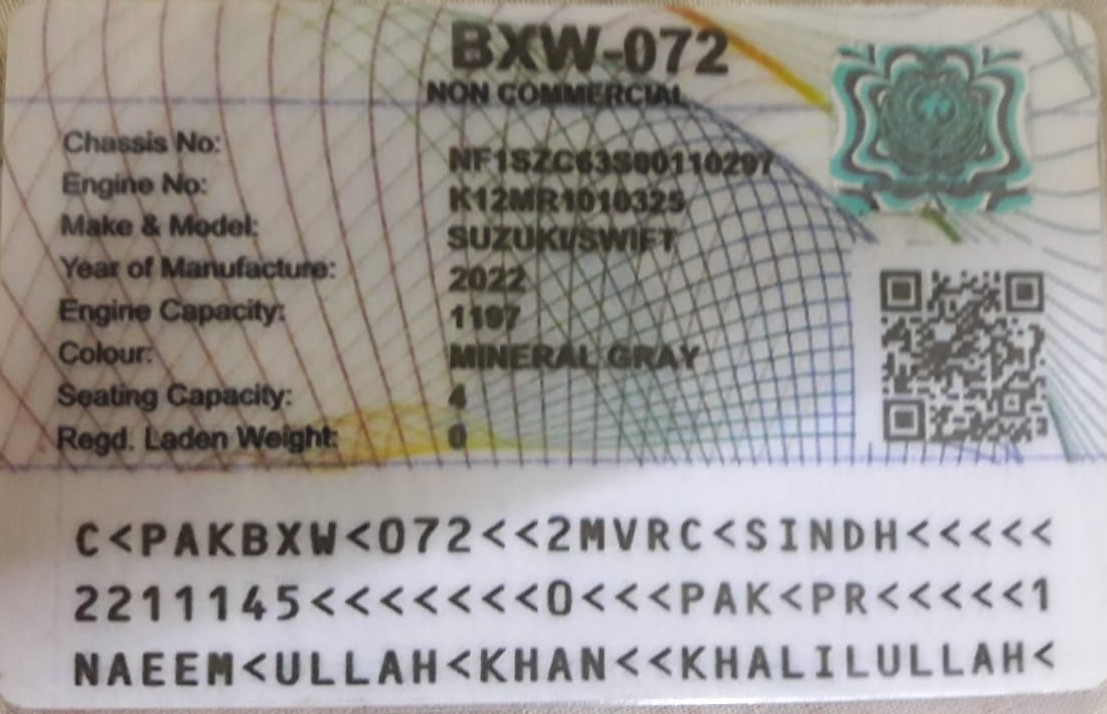 BXW-072
NON COMMERCIAL
Chassis No: NF1SZC63S00110297
Engine No: K12MR1010325
Make & Model: SUZUKI/SWIFT
Year of Manufacture: 2022
Engine Capacity: 1197
Colour: MINERAL GRAY
Seating Capacity: 4
Regd. Laden Weight: 0
C<PAKBXW<072<<2MVRC<SINDH<<<<<
2211145<<<<<<<0<<<PAK<PR<<<<<1
NAEEM<ULLAH<KHAN<<KHALILULLAH<